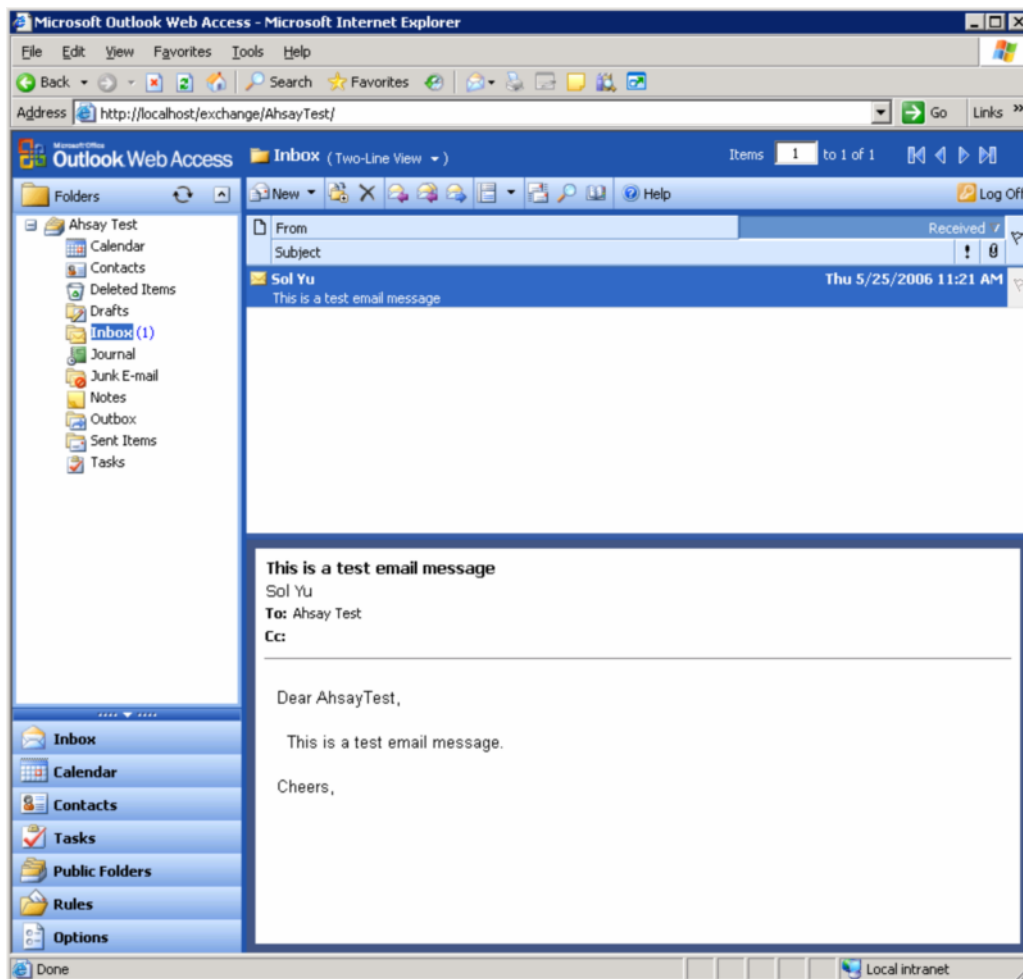 Microsoft Outlook Web Access - Microsoft Internet Explorer
File Edit View Favorites Tools Help
Back Search Favorites
Address http://localhost/exchange/AhsayTest/ Go Links »
Microsoft Office
Outlook Web Access Inbox (Two-Line View) Items 1 to 1 of 1
Folders New Help Log Off
From Received
Subject
Sol Yu Thu 5/25/2006 11:21 AM
This is a test email message
Ahsay Test
Calendar
Contacts
Deleted Items
Drafts
Inbox (1)
Journal
Junk E-mail
Notes
Outbox
Sent Items
Tasks
This is a test email message
Sol Yu
To: Ahsay Test
Cc:
Dear AhsayTest,
This is a test email message.
Cheers,
Inbox
Calendar
Contacts
Tasks
Public Folders
Rules
Options
Done Local intranet